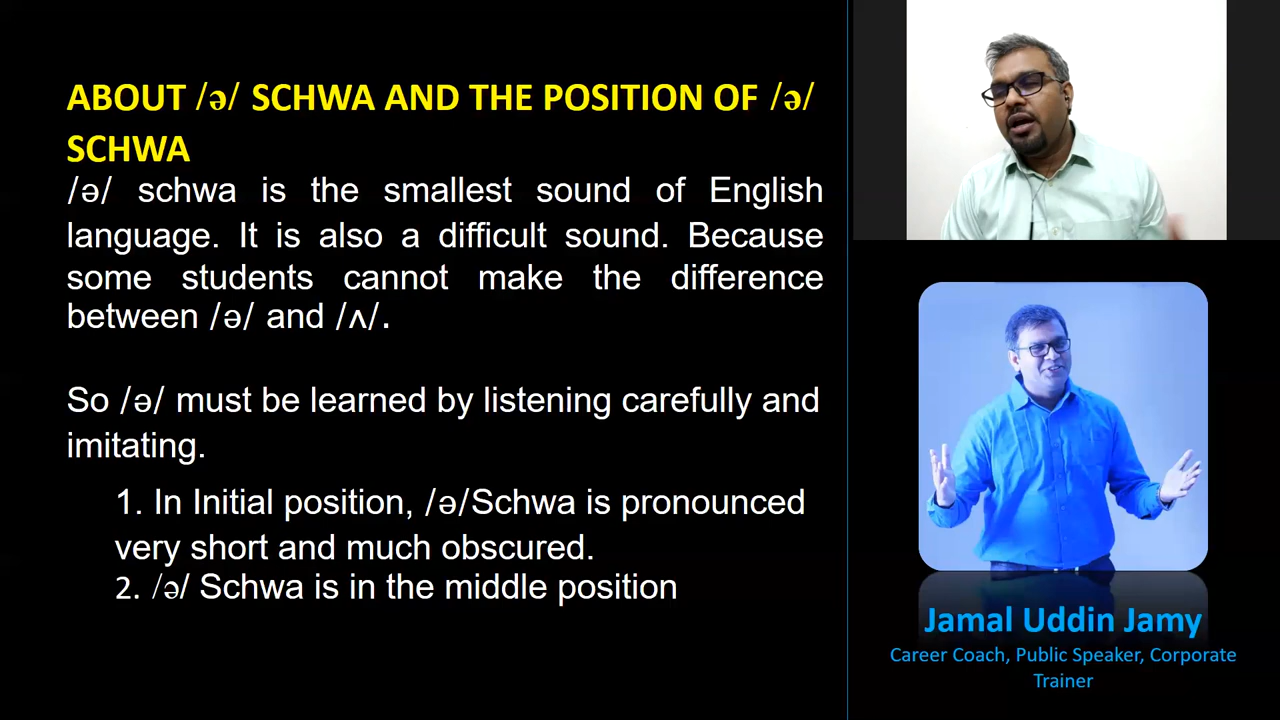 ABOUT /ə/ SCHWA AND THE POSITION OF /ə/
SCHWA
/ə/ schwa is the smallest sound of English
language. It is also a difficult sound. Because
some students cannot make the difference
between /ə/ and /ʌ/.
So /ə/ must be learned by listening carefully and
imitating.
1. In Initial position, /ə/Schwa is pronounced
very short and much obscured.
2. /ə/ Schwa is in the middle position
Jamal Uddin Jamy
Career Coach, Public Speaker, Corporate
Trainer